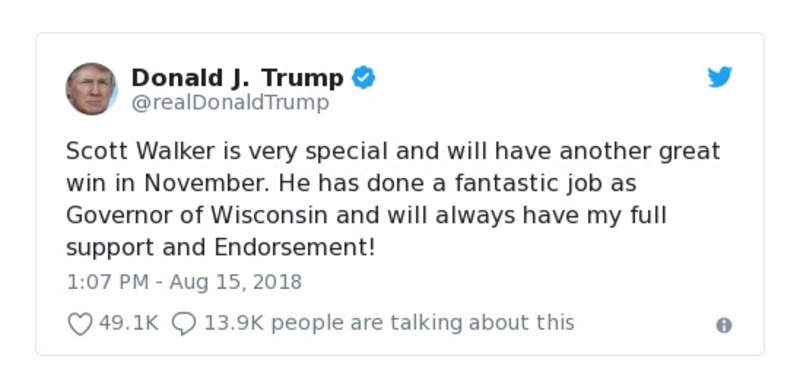 Donald J. Trump
@realDonaldTrump
Scott Walker is very special and will have another great
win in November. He has done a fantastic job as
Governor of Wisconsin and will always have my full
support and Endorsement!
1:07 PM - Aug 15, 2018
49.1K 13.9K people are talking about this